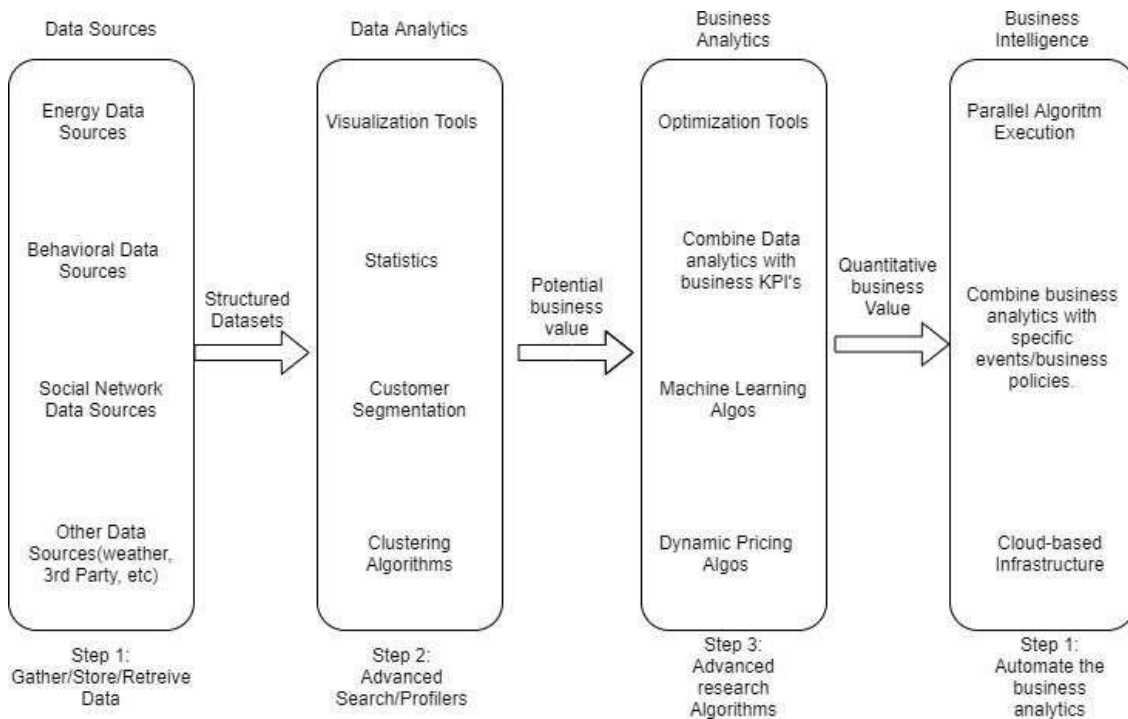 Data Sources
Energy Data
Sources
Behavioral Data
Sources
Social Network
Data Sources
Other Data
Sources(weather,
3rd Party, etc)
Step 1:
Gather/Store/Retreive
Data
Structured
Datasets
Data Analytics
Visualization Tools
Statistics
Customer
Segmentation
Clustering
Algorithms
Step 2:
Advanced
Search/Profilers
Potential
business
value
Business
Analytics
Optimization Tools
Combine Data
analytics with
business KPI's
Machine Learning
Algos
Dynamic Pricing
Algos
Step 3:
Advanced
research
Algorithms
Quantitative
business
Value
Business
Intelligence
Parallel Algoritm
Execution
Combine business
analytics with
specific
events/business
policies.
Cloud-based
Infrastructure
Step 1:
Automate the
business
analytics